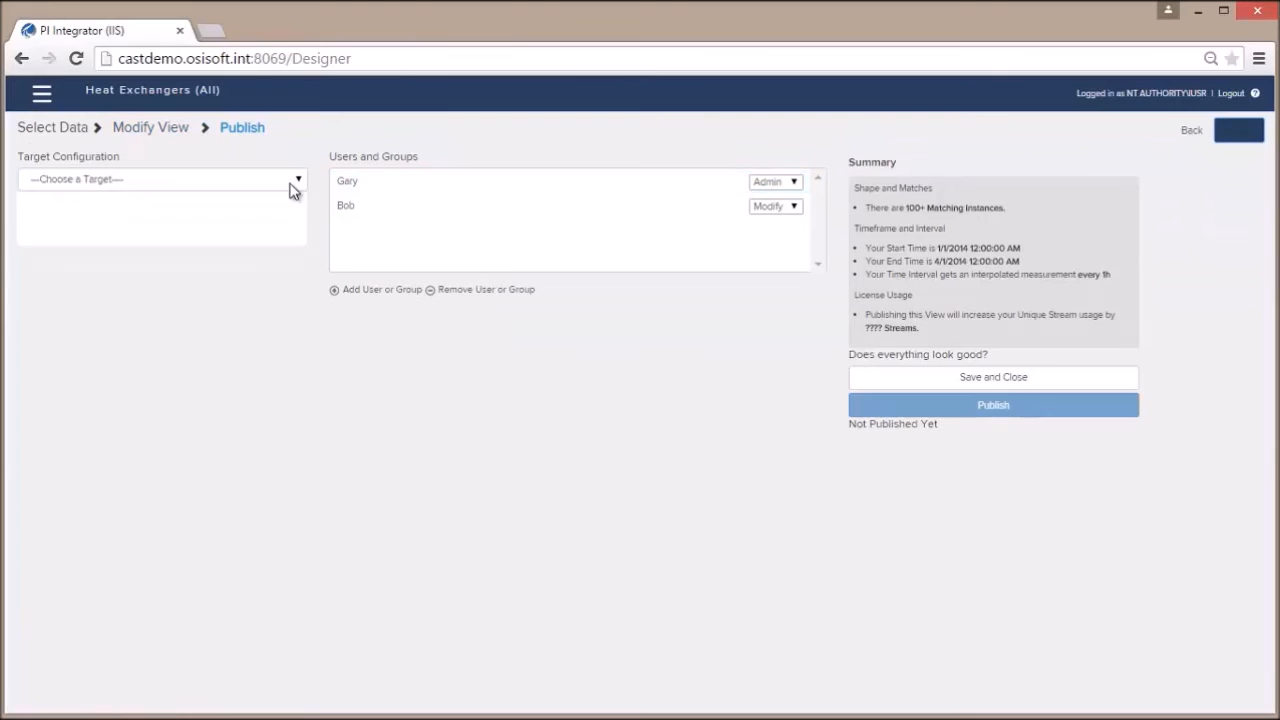 PI Integrator (IIS)
castdemo.osisoft.int:8069/Designer
Heat Exchangers (All)
Logged in as NT AUTHORITY\IUSR | Logout
Select Data > Modify View > Publish
Back
Target Configuration
---Choose a Target----
Users and Groups
Gary
Admin
Bob
Modify
Add User or Group
Remove User or Group
Summary
Shape and Matches
There are 100+ Matching Instances.
Timeframe and Interval
Your Start Time is 1/1/2014 12:00:00 AM
Your End Time is 4/1/2014 12:00:00 AM
Your Time Interval gets an interpolated measurement every 1h
License Usage
Publishing this View will increase your Unique Stream usage by
???? Streams.
Does everything look good?
Save and Close
Publish
Not Published Yet